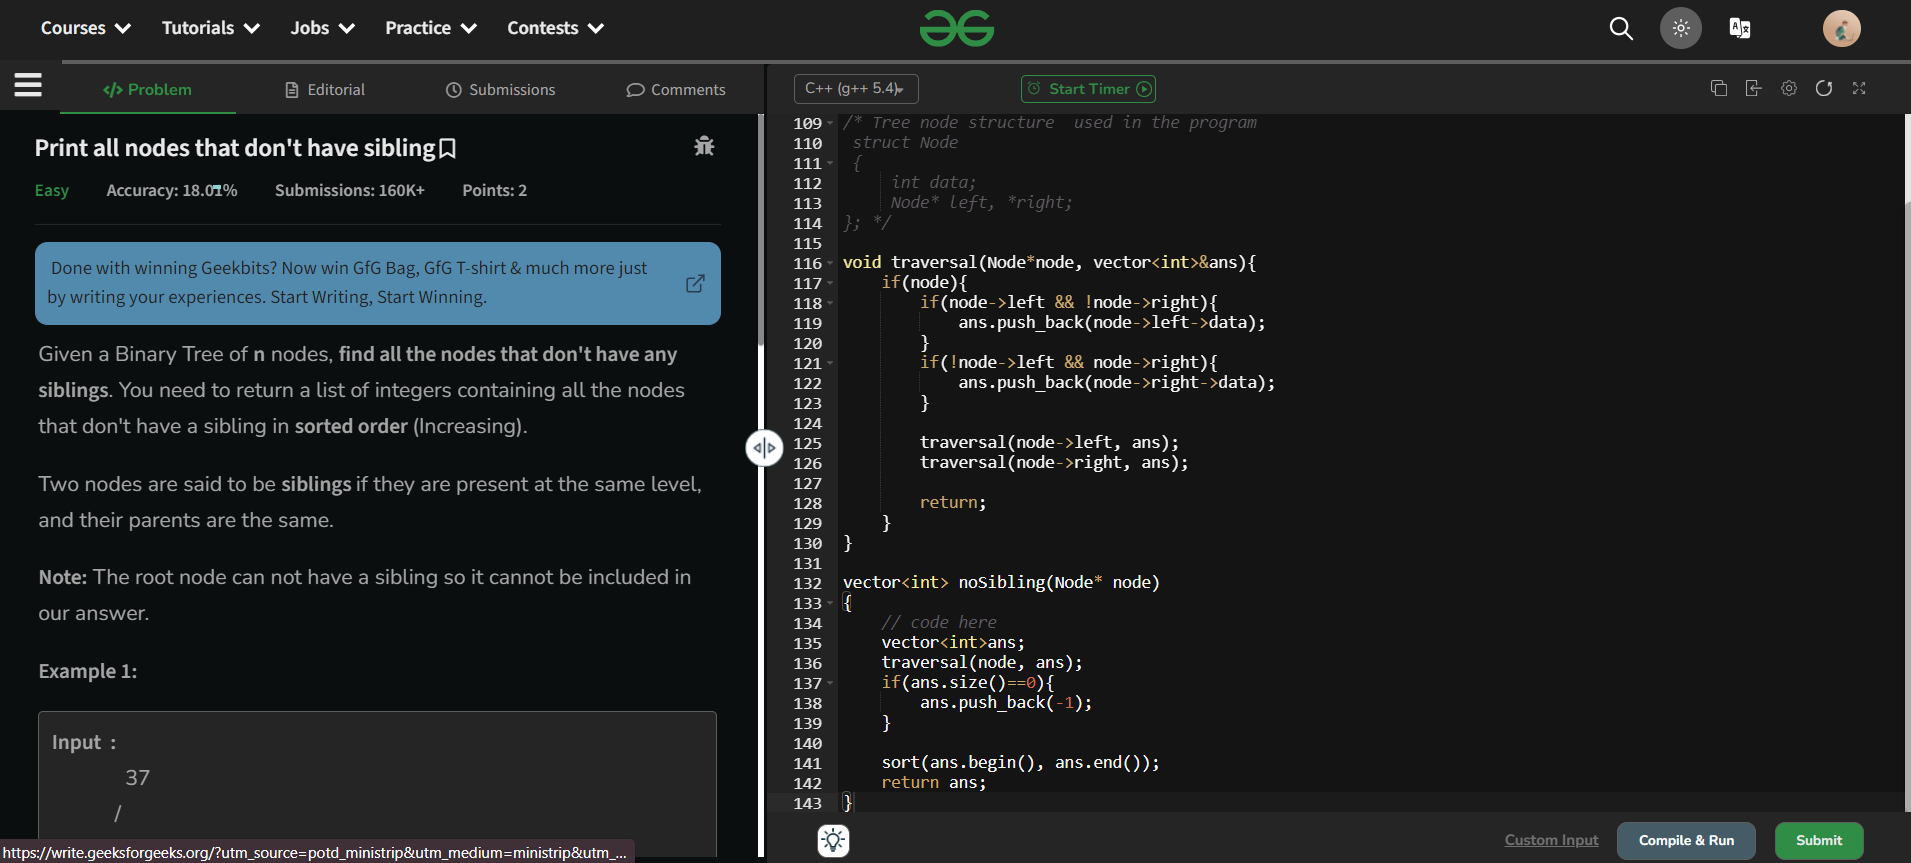 Courses Tutorials Jobs Practice Contests
Problem Editorial Submissions Comments
Print all nodes that don't have sibling
Easy Accuracy: 18.01% Submissions: 160K+ Points: 2
Done with winning Geekbits? Now win GfG Bag, GfG T-shirt & much more just
by writing your experiences. Start Writing, Start Winning.
Given a Binary Tree of n nodes, find all the nodes that don't have any
siblings. You need to return a list of integers containing all the nodes
that don't have a sibling in sorted order (Increasing).
Two nodes are said to be siblings if they are present at the same level,
and their parents are the same.
Note: The root node can not have a sibling so it cannot be included in
our answer.
Example 1:
Input :
37
/
https://write.geeksforgeeks.org/?utm_source=potd_ministrip&utm_medium=ministrip&utm_...
C++ (g++ 5.4) Start Timer
109 /* Tree node structure  used in the program
110 struct Node
111 {
112     int data;
113     Node* left, *right;
114 }; */
115
116 void traversal(Node*node, vector<int>&ans){
117     if(node){
118         if(node->left && !node->right){
119             ans.push_back(node->left->data);
120         }
121         if(!node->left && node->right){
122             ans.push_back(node->right->data);
123         }
124
125         traversal(node->left, ans);
126         traversal(node->right, ans);
127
128         return;
129     }
130 }
131
132 vector<int> noSibling(Node* node)
133 {
134     // code here
135     vector<int>ans;
136     traversal(node, ans);
137     if(ans.size()==0){
138         ans.push_back(-1);
139     }
140
141     sort(ans.begin(), ans.end());
142     return ans;
143 }
Custom Input Compile & Run Submit